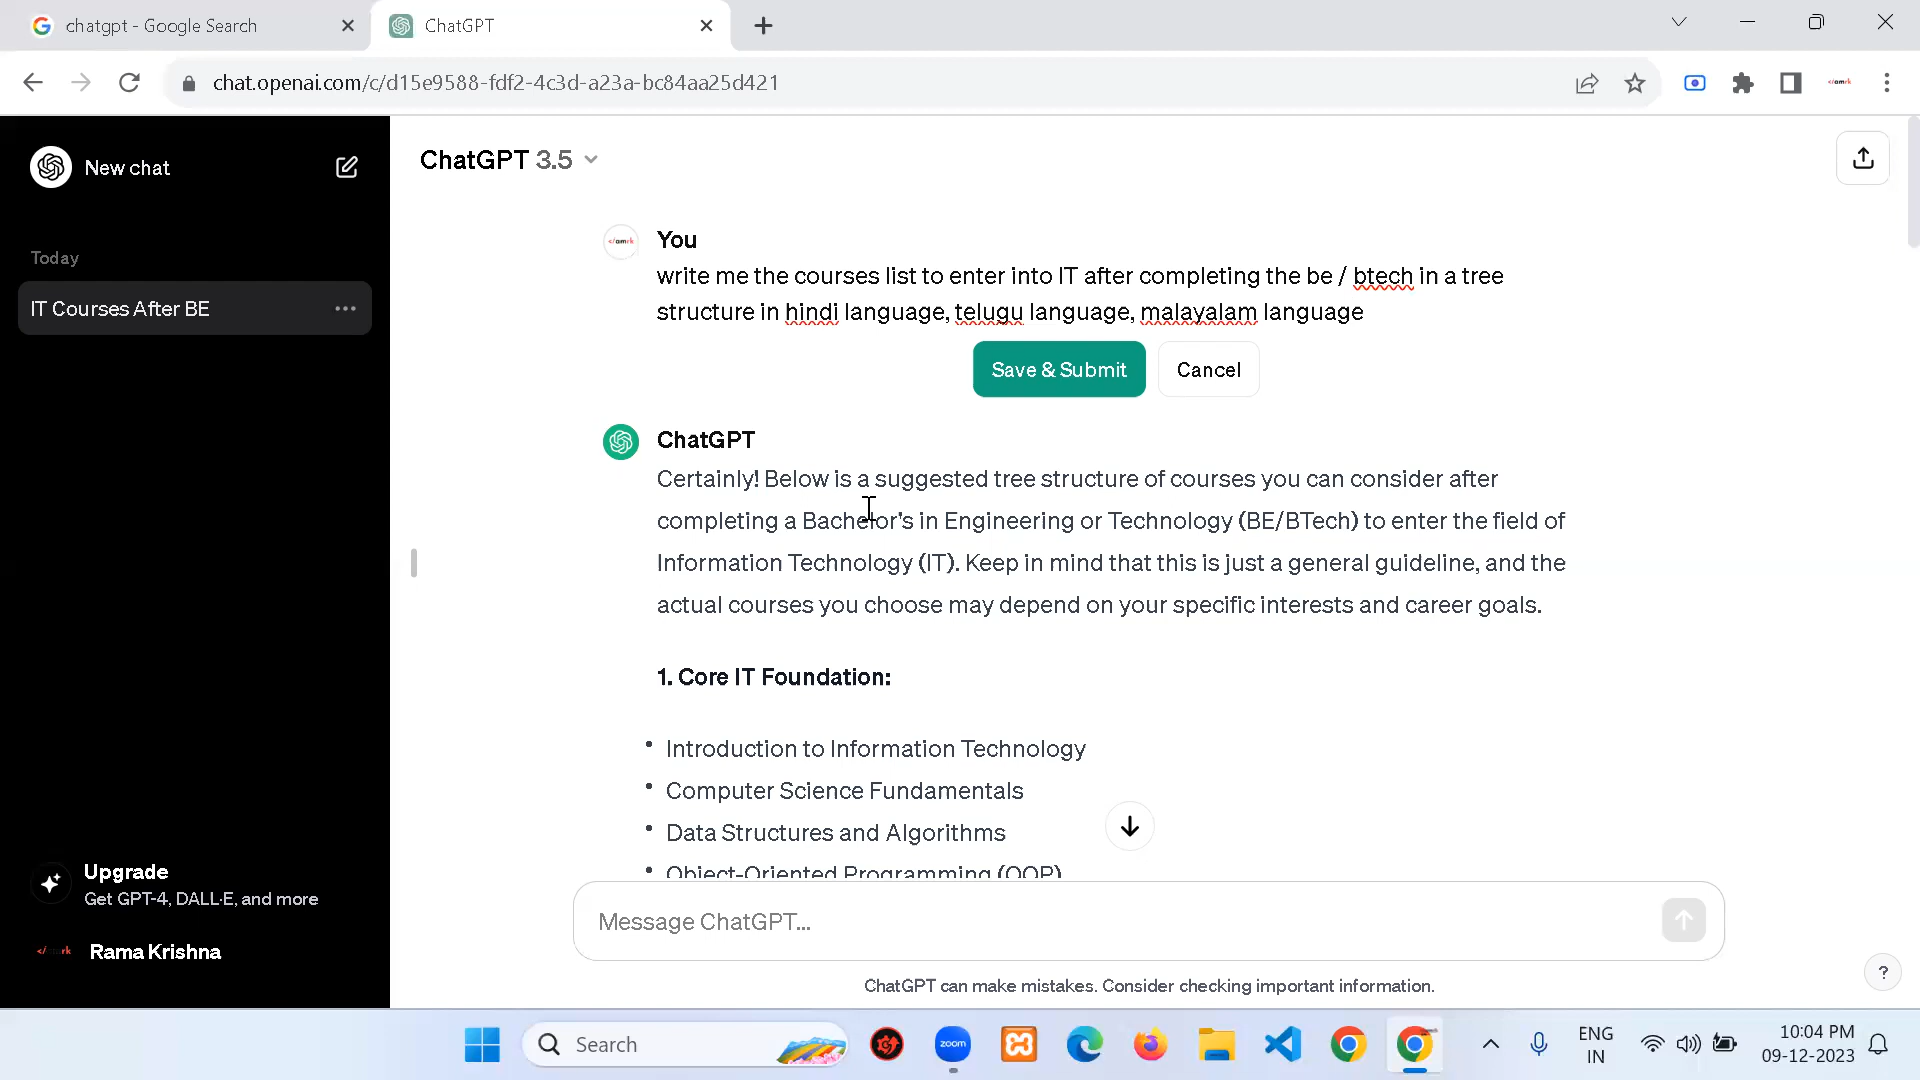 chatgpt - Google Search
ChatGPT
chat.openai.com/c/d15e9588-fdf2-4c3d-a23a-bc84aa25d421
New chat
Today
IT Courses After BE
ChatGPT 3.5
You
write me the courses list to enter into IT after completing the be / btech in a tree
structure in hindi language, telugu language, malayalam language
Save & Submit
Cancel
ChatGPT
Certainly! Below is a suggested tree structure of courses you can consider after
completing a Bachelor's in Engineering or Technology (BE/BTech) to enter the field of
Information Technology (IT). Keep in mind that this is just a general guideline, and the
actual courses you choose may depend on your specific interests and career goals.
1. Core IT Foundation:
• Introduction to Information Technology
• Computer Science Fundamentals
• Data Structures and Algorithms
• Object-Oriented Programming (OOP)
Upgrade
Get GPT-4, DALL·E, and more
Rama Krishna
Message ChatGPT...
ChatGPT can make mistakes. Consider checking important information.
?
Search
zoom
ENG
IN
10:04 PM
09-12-2023